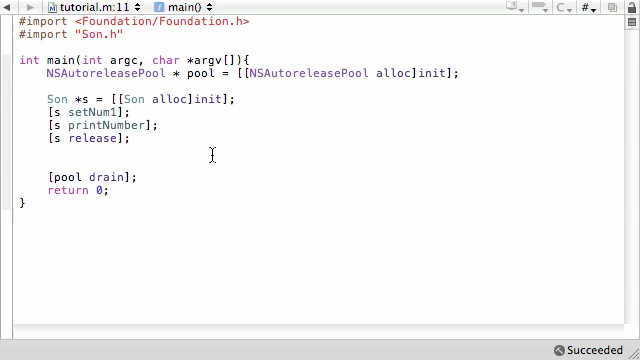 tutorial.m:11 main()
#import <Foundation/Foundation.h>
#import "Son.h"
int main(int argc, char *argv[]){
NSAutoreleasePool * pool = [[NSAutoreleasePool alloc]init];
Son *s = [[Son alloc]init];
[s setNum1];
[s printNumber];
[s release];
[pool drain];
return 0;
}
Succeeded